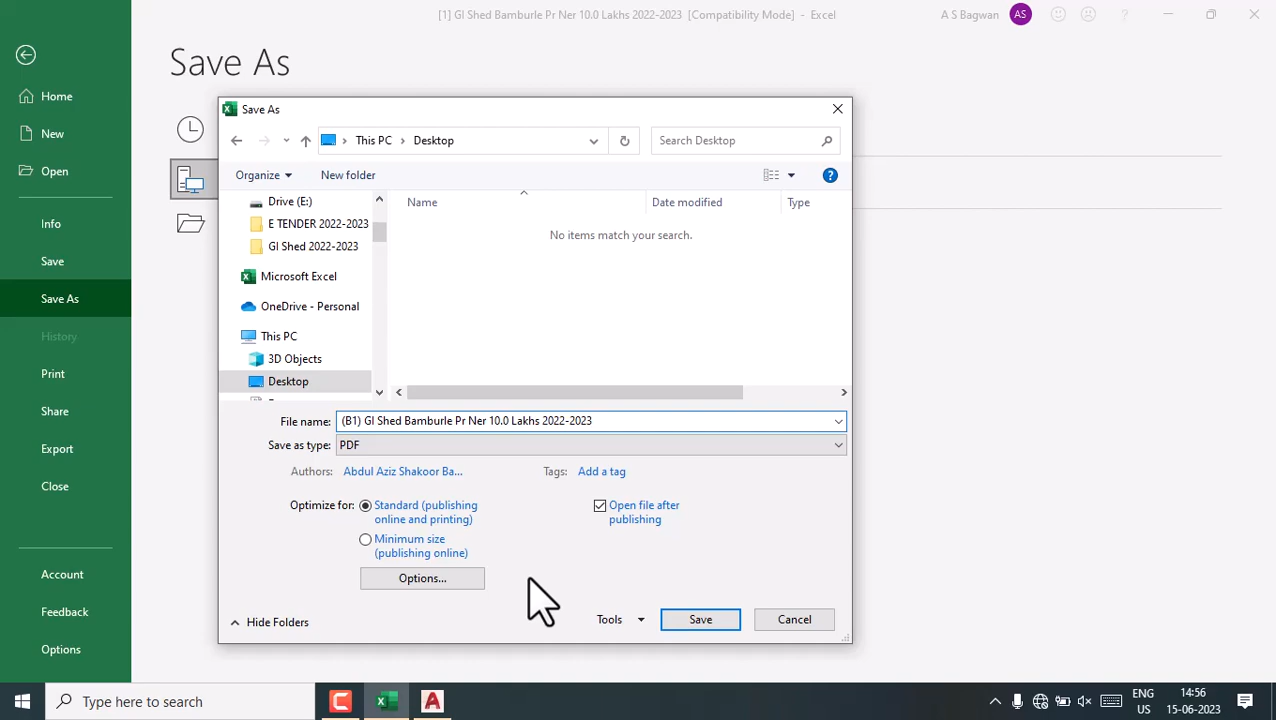 [1] GI Shed Bamburle Pr Ner 10.0 Lakhs 2022-2023 [Compatibility Mode] - Excel
A S Bagwan
AS
?
Save As
Home
New
Open
Info
Save
Save As
History
Print
Share
Export
Close
Account
Feedback
Options
Save As
This PC
Desktop
Search Desktop
Organize
New folder
?
Drive (E:)
E TENDER 2022-2023
GI Shed 2022-2023
Microsoft Excel
OneDrive - Personal
This PC
3D Objects
Desktop
Name
Date modified
Type
No items match your search.
File name: (B1) GI Shed Bamburle Pr Ner 10.0 Lakhs 2022-2023
Save as type: PDF
Authors: Abdul Aziz Shakoor Ba...
Tags: Add a tag
Optimize for:
Standard (publishing
online and printing)
Minimum size
(publishing online)
Open file after
publishing
Options...
Hide Folders
Tools
Save
Cancel
Type here to search
A
ENG
US
14:56
15-06-2023